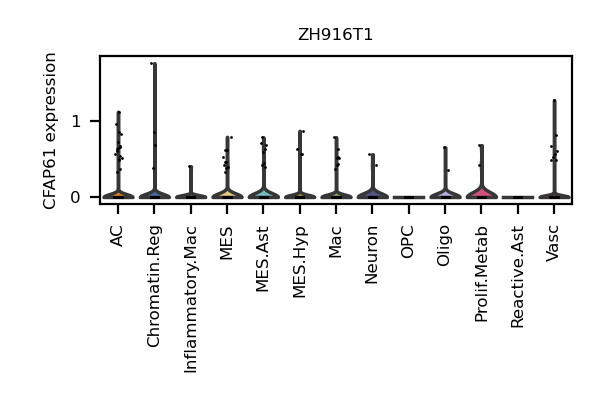 ZH916T1
CFAP61 expression
1
0
AC
Chromatin.Reg
Inflammatory.Mac
MES
MES.Ast
MES.Hyp
Mac
Neuron
OPC
Oligo
Prolif.Metab
Reactive.Ast
Vasc